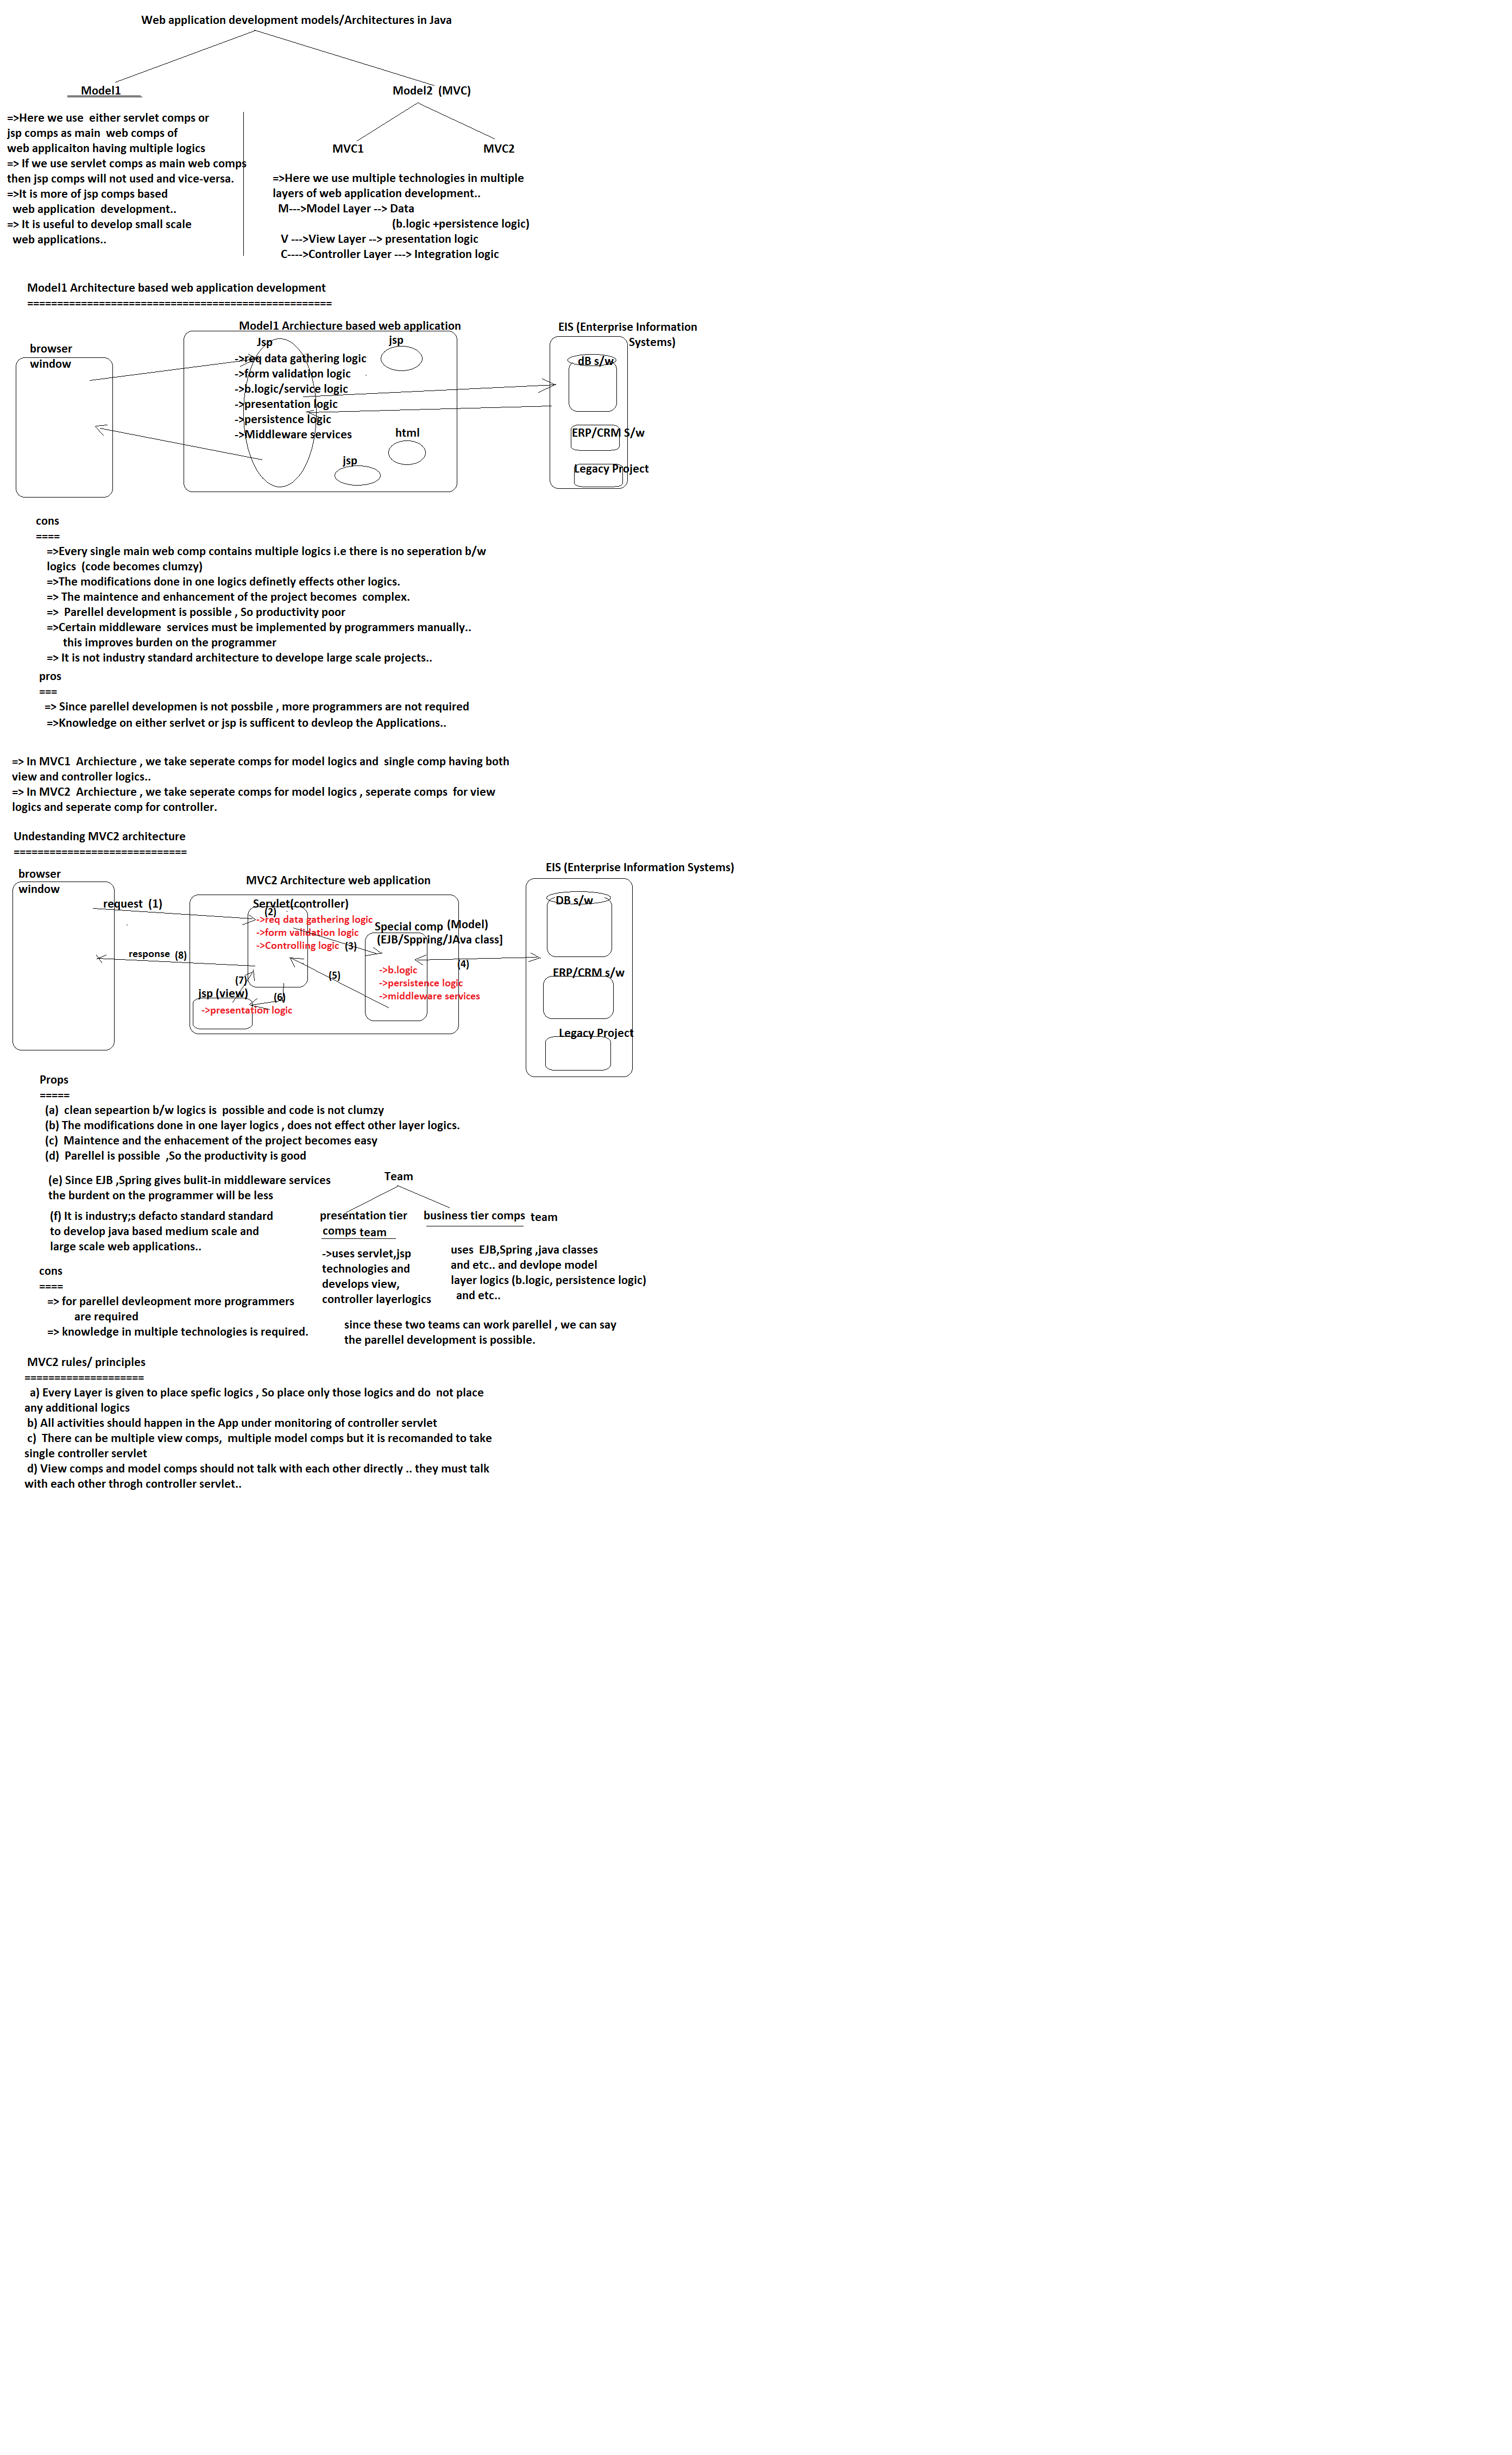 Web application development models/Architectures in Java
Model1
=>Here we use either servlet comps or
jsp comps as main web comps of
web applicaiton having multiple logics
=> If we use servlet comps as main web comps
then jsp comps will not used and vice-versa.
=>It is more of jsp comps based
web application development..
=> It is useful to develop small scale
web applications..
Model2 (MVC)
MVC1
MVC2
=>Here we use multiple technologies in multiple
layers of web application development..
M--->Model Layer --> Data
(b.logic +persistence logic)
V --->View Layer --> presentation logic
C---->Controller Layer ---> Integration logic
Model1 Architecture based web application development
===================================================
browser
window
Model1 Archiecture based web application
Jsp
->req data gathering logic
->form validation logic
->b.logic/service logic
->presentation logic
->persistence logic
->Middleware services
jsp
html
jsp
EIS (Enterprise Information
Systems)
dB s/w
ERP/CRM S/w
Legacy Project
cons
====
=>Every single main web comp contains multiple logics i.e there is no seperation b/w
logics (code becomes clumzy)
=>The modifications done in one logics definetly effects other logics.
=> The maintence and enhancement of the project becomes complex.
=> Parellel development is possible , So productivity poor
=>Certain middleware services must be implemented by programmers manually..
this improves burden on the programmer
=> It is not industry standard architecture to develope large scale projects..
pros
===
=> Since parellel developmen is not possbile , more programmers are not required
=>Knowledge on either serlvet or jsp is sufficent to devleop the Applications..
=> In MVC1 Archiecture , we take seperate comps for model logics and single comp having both
view and controller logics..
=> In MVC2 Archiecture , we take seperate comps for model logics , seperate comps for view
logics and seperate comp for controller.
Undestanding MVC2 architecture
=============================
browser
window
request (1)
response (8)
MVC2 Architecture web application
Servlet(controller)
(2)
->req data gathering logic
->form validation logic
->Controlling logic
(3)
(5)
(7)
(6)
jsp (view)
->presentation logic
Special comp (Model)
(EJB/Sppring/JAva class]
(4)
->b.logic
->persistence logic
->middleware services
EIS (Enterprise Information Systems)
DB s/w
ERP/CRM s/w
Legacy Project
Props
=====
(a) clean sepeartion b/w logics is possible and code is not clumzy
(b) The modifications done in one layer logics , does not effect other layer logics.
(c) Maintence and the enhacement of the project becomes easy
(d) Parellel is possible ,So the productivity is good
(e) Since EJB ,Spring gives bulit-in middleware services
the burdent on the programmer will be less
(f) It is industry;s defacto standard standard
to develop java based medium scale and
large scale web applications..
Team
presentation tier
comps team
->uses servlet,jsp
technologies and
develops view,
controller layerlogics
business tier comps team
uses EJB,Spring ,java classes
and etc.. and devlope model
layer logics (b.logic, persistence logic)
and etc..
since these two teams can work parellel , we can say
the parellel development is possible.
cons
====
=> for parellel devleopment more programmers
are required
=> knowledge in multiple technologies is required.
MVC2 rules/ principles
====================
a) Every Layer is given to place spefic logics , So place only those logics and do not place
any additional logics
b) All activities should happen in the App under monitoring of controller servlet
c) There can be multiple view comps, multiple model comps but it is recomanded to take
single controller servlet
d) View comps and model comps should not talk with each other directly .. they must talk
with each other throgh controller servlet..